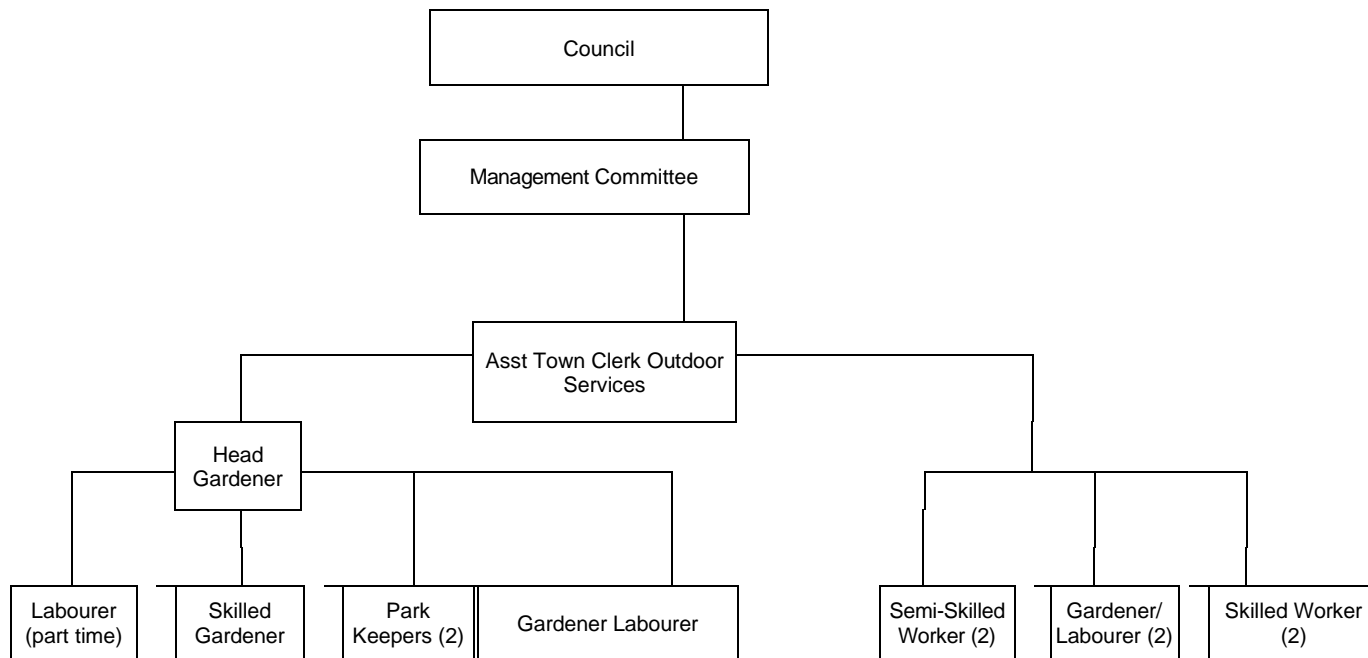 Council
Management Committee
Asst Town Clerk Outdoor
Services
Head
Gardener
Labourer
(part time)
Skilled
Gardener
Park
Keepers (2)
Gardener Labourer
Semi-Skilled
Worker (2)
Gardener/
Labourer (2)
Skilled Worker
(2)